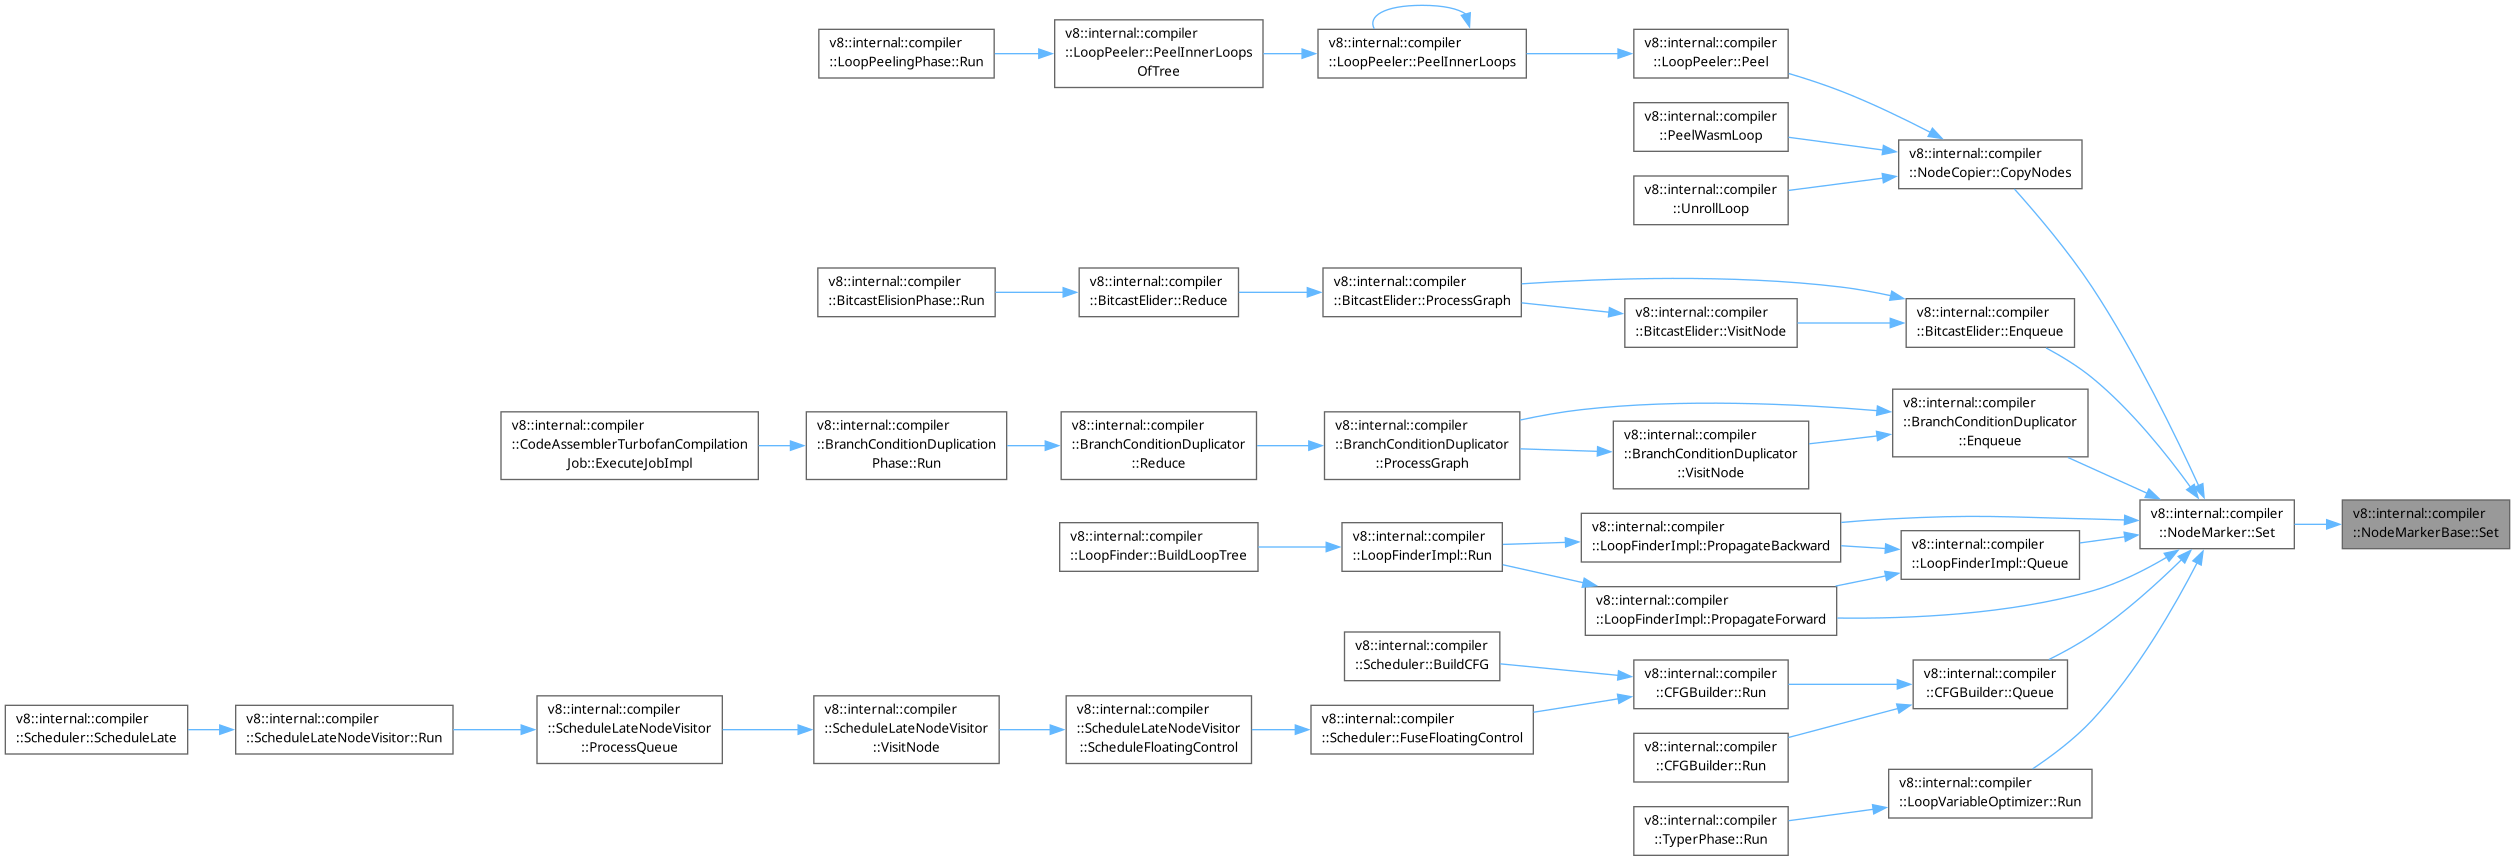 v8::internal::compiler
::LoopPeelingPhase::Run
v8::internal::compiler
::LoopPeeler::PeelInnerLoops
OfTree
v8::internal::compiler
::LoopPeeler::PeelInnerLoops
v8::internal::compiler
::LoopPeeler::Peel
v8::internal::compiler
::PeelWasmLoop
v8::internal::compiler
::NodeCopier::CopyNodes
v8::internal::compiler
::UnrollLoop
v8::internal::compiler
::BitcastElisionPhase::Run
v8::internal::compiler
::BitcastElider::Reduce
v8::internal::compiler
::BitcastElider::ProcessGraph
v8::internal::compiler
::BitcastElider::VisitNode
v8::internal::compiler
::BitcastElider::Enqueue
v8::internal::compiler
::CodeAssemblerTurbofanCompilation
Job::ExecuteJobImpl
v8::internal::compiler
::BranchConditionDuplication
Phase::Run
v8::internal::compiler
::BranchConditionDuplicator
::Reduce
v8::internal::compiler
::BranchConditionDuplicator
::ProcessGraph
v8::internal::compiler
::BranchConditionDuplicator
::VisitNode
v8::internal::compiler
::BranchConditionDuplicator
::Enqueue
v8::internal::compiler
::LoopFinder::BuildLoopTree
v8::internal::compiler
::LoopFinderImpl::Run
v8::internal::compiler
::LoopFinderImpl::PropagateBackward
v8::internal::compiler
::LoopFinderImpl::Queue
v8::internal::compiler
::NodeMarker::Set
v8::internal::compiler
::NodeMarkerBase::Set
v8::internal::compiler
::LoopFinderImpl::PropagateForward
v8::internal::compiler
::Scheduler::BuildCFG
v8::internal::compiler
::CFGBuilder::Run
v8::internal::compiler
::CFGBuilder::Queue
v8::internal::compiler
::Scheduler::ScheduleLate
v8::internal::compiler
::ScheduleLateNodeVisitor::Run
v8::internal::compiler
::ScheduleLateNodeVisitor
::ProcessQueue
v8::internal::compiler
::ScheduleLateNodeVisitor
::VisitNode
v8::internal::compiler
::ScheduleLateNodeVisitor
::ScheduleFloatingControl
v8::internal::compiler
::Scheduler::FuseFloatingControl
v8::internal::compiler
::CFGBuilder::Run
v8::internal::compiler
::LoopVariableOptimizer::Run
v8::internal::compiler
::TyperPhase::Run